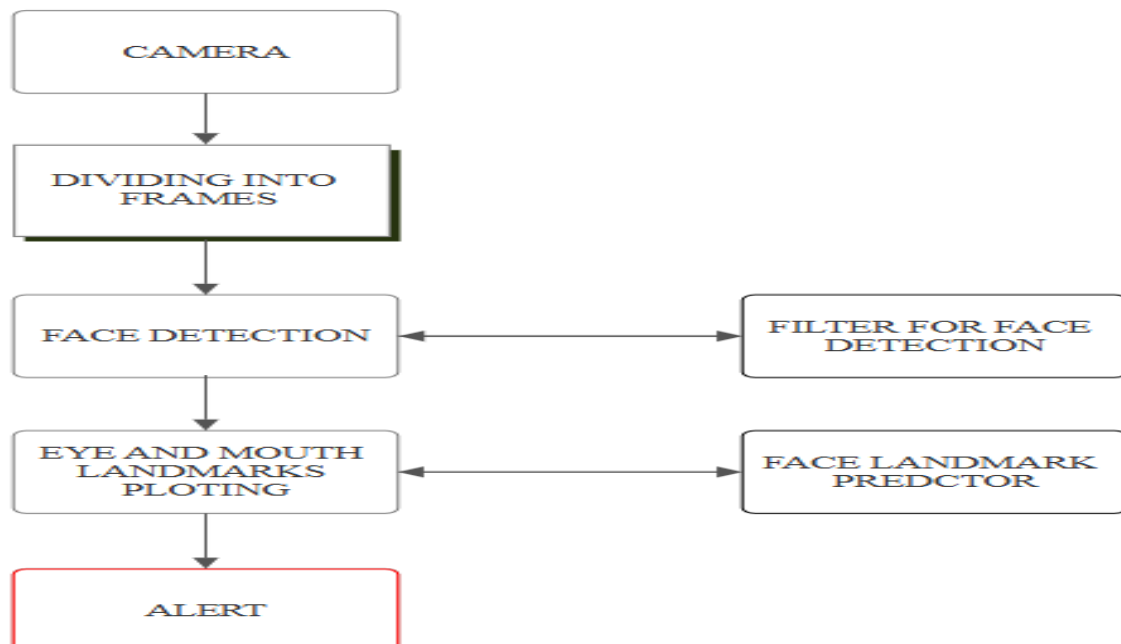 CAMERA
DIVIDING INTO
FRAMES
FACE DETECTION
FILTER FOR FACE
DETECTION
EYE AND MOUTH
LANDMARKS
PLOTING
FACE LANDMARK
PREDCTOR
ALERT